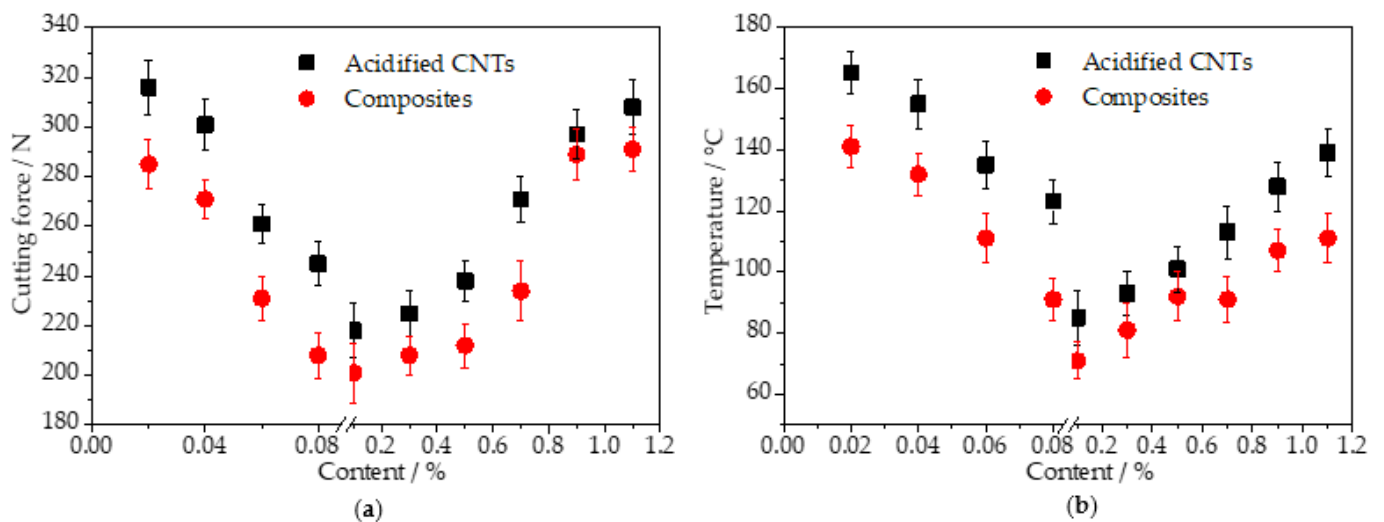 340
320
300
280
260
240
220
200
180
Cutting force / N
Acidified CNTs
Composites
0.00 0.04 0.08 0.2 0.4 0.6 0.8 1.0 1.2
Content / %
(a)
180
160
140
120
100
80
60
Temperature / °C
Acidified CNTs
Composites
0.00 0.02 0.04 0.06 0.08 0.2 0.4 0.6 0.8 1.0 1.2
Content / %
(b)